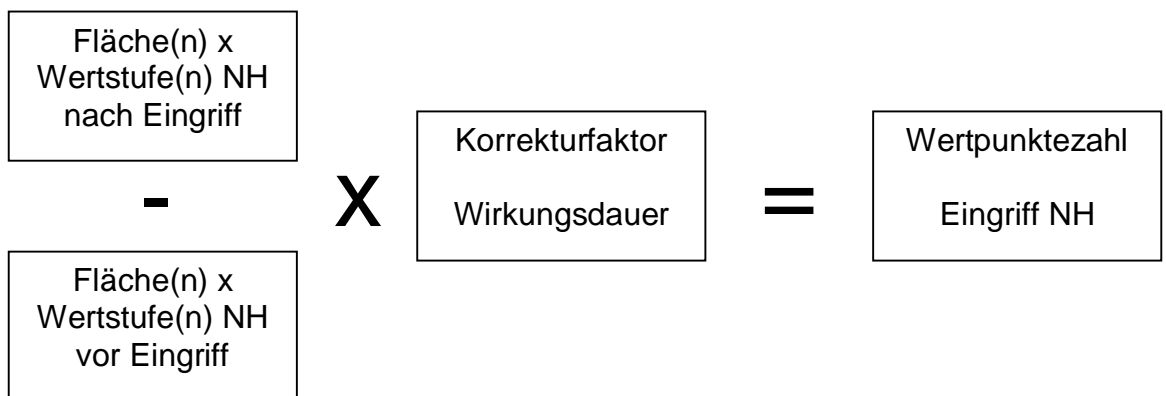 Fläche(n) x
Wertstufe(n) NH
nach Eingriff
-
Fläche(n) x
Wertstufe(n) NH
vor Eingriff
x
Korrekturfaktor
Wirkungsdauer
=
Wertpunktezahl
Eingriff NH